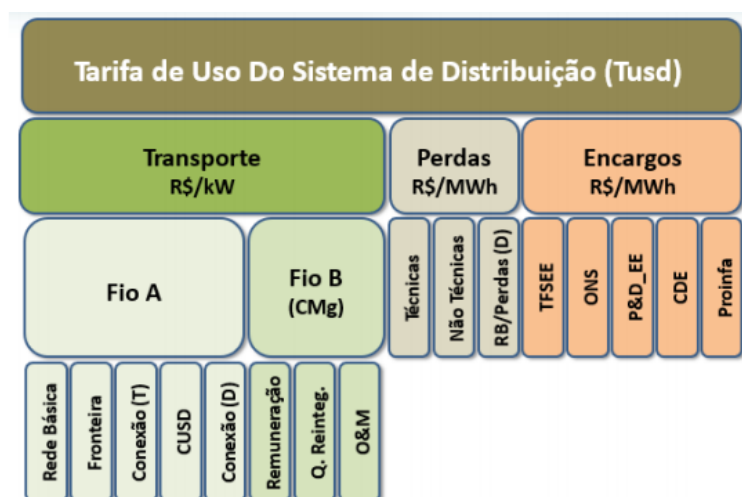 Tarifa de Uso Do Sistema de Distribuição (Tusd)
Transporte
R$/kW
Perdas
R$/MWh
Encargos
R$/MWh
Fio A
Fio B
(CMg)
Técnicas
Não Técnicas
RB/Perdas (D)
TFSEE
ONS
P&D_EE
CDE
Proinfa
Rede Básica
Fronteira
Conexão (T)
CUSD
Conexão (D)
Remuneração
Q. Reinteg.
O&M